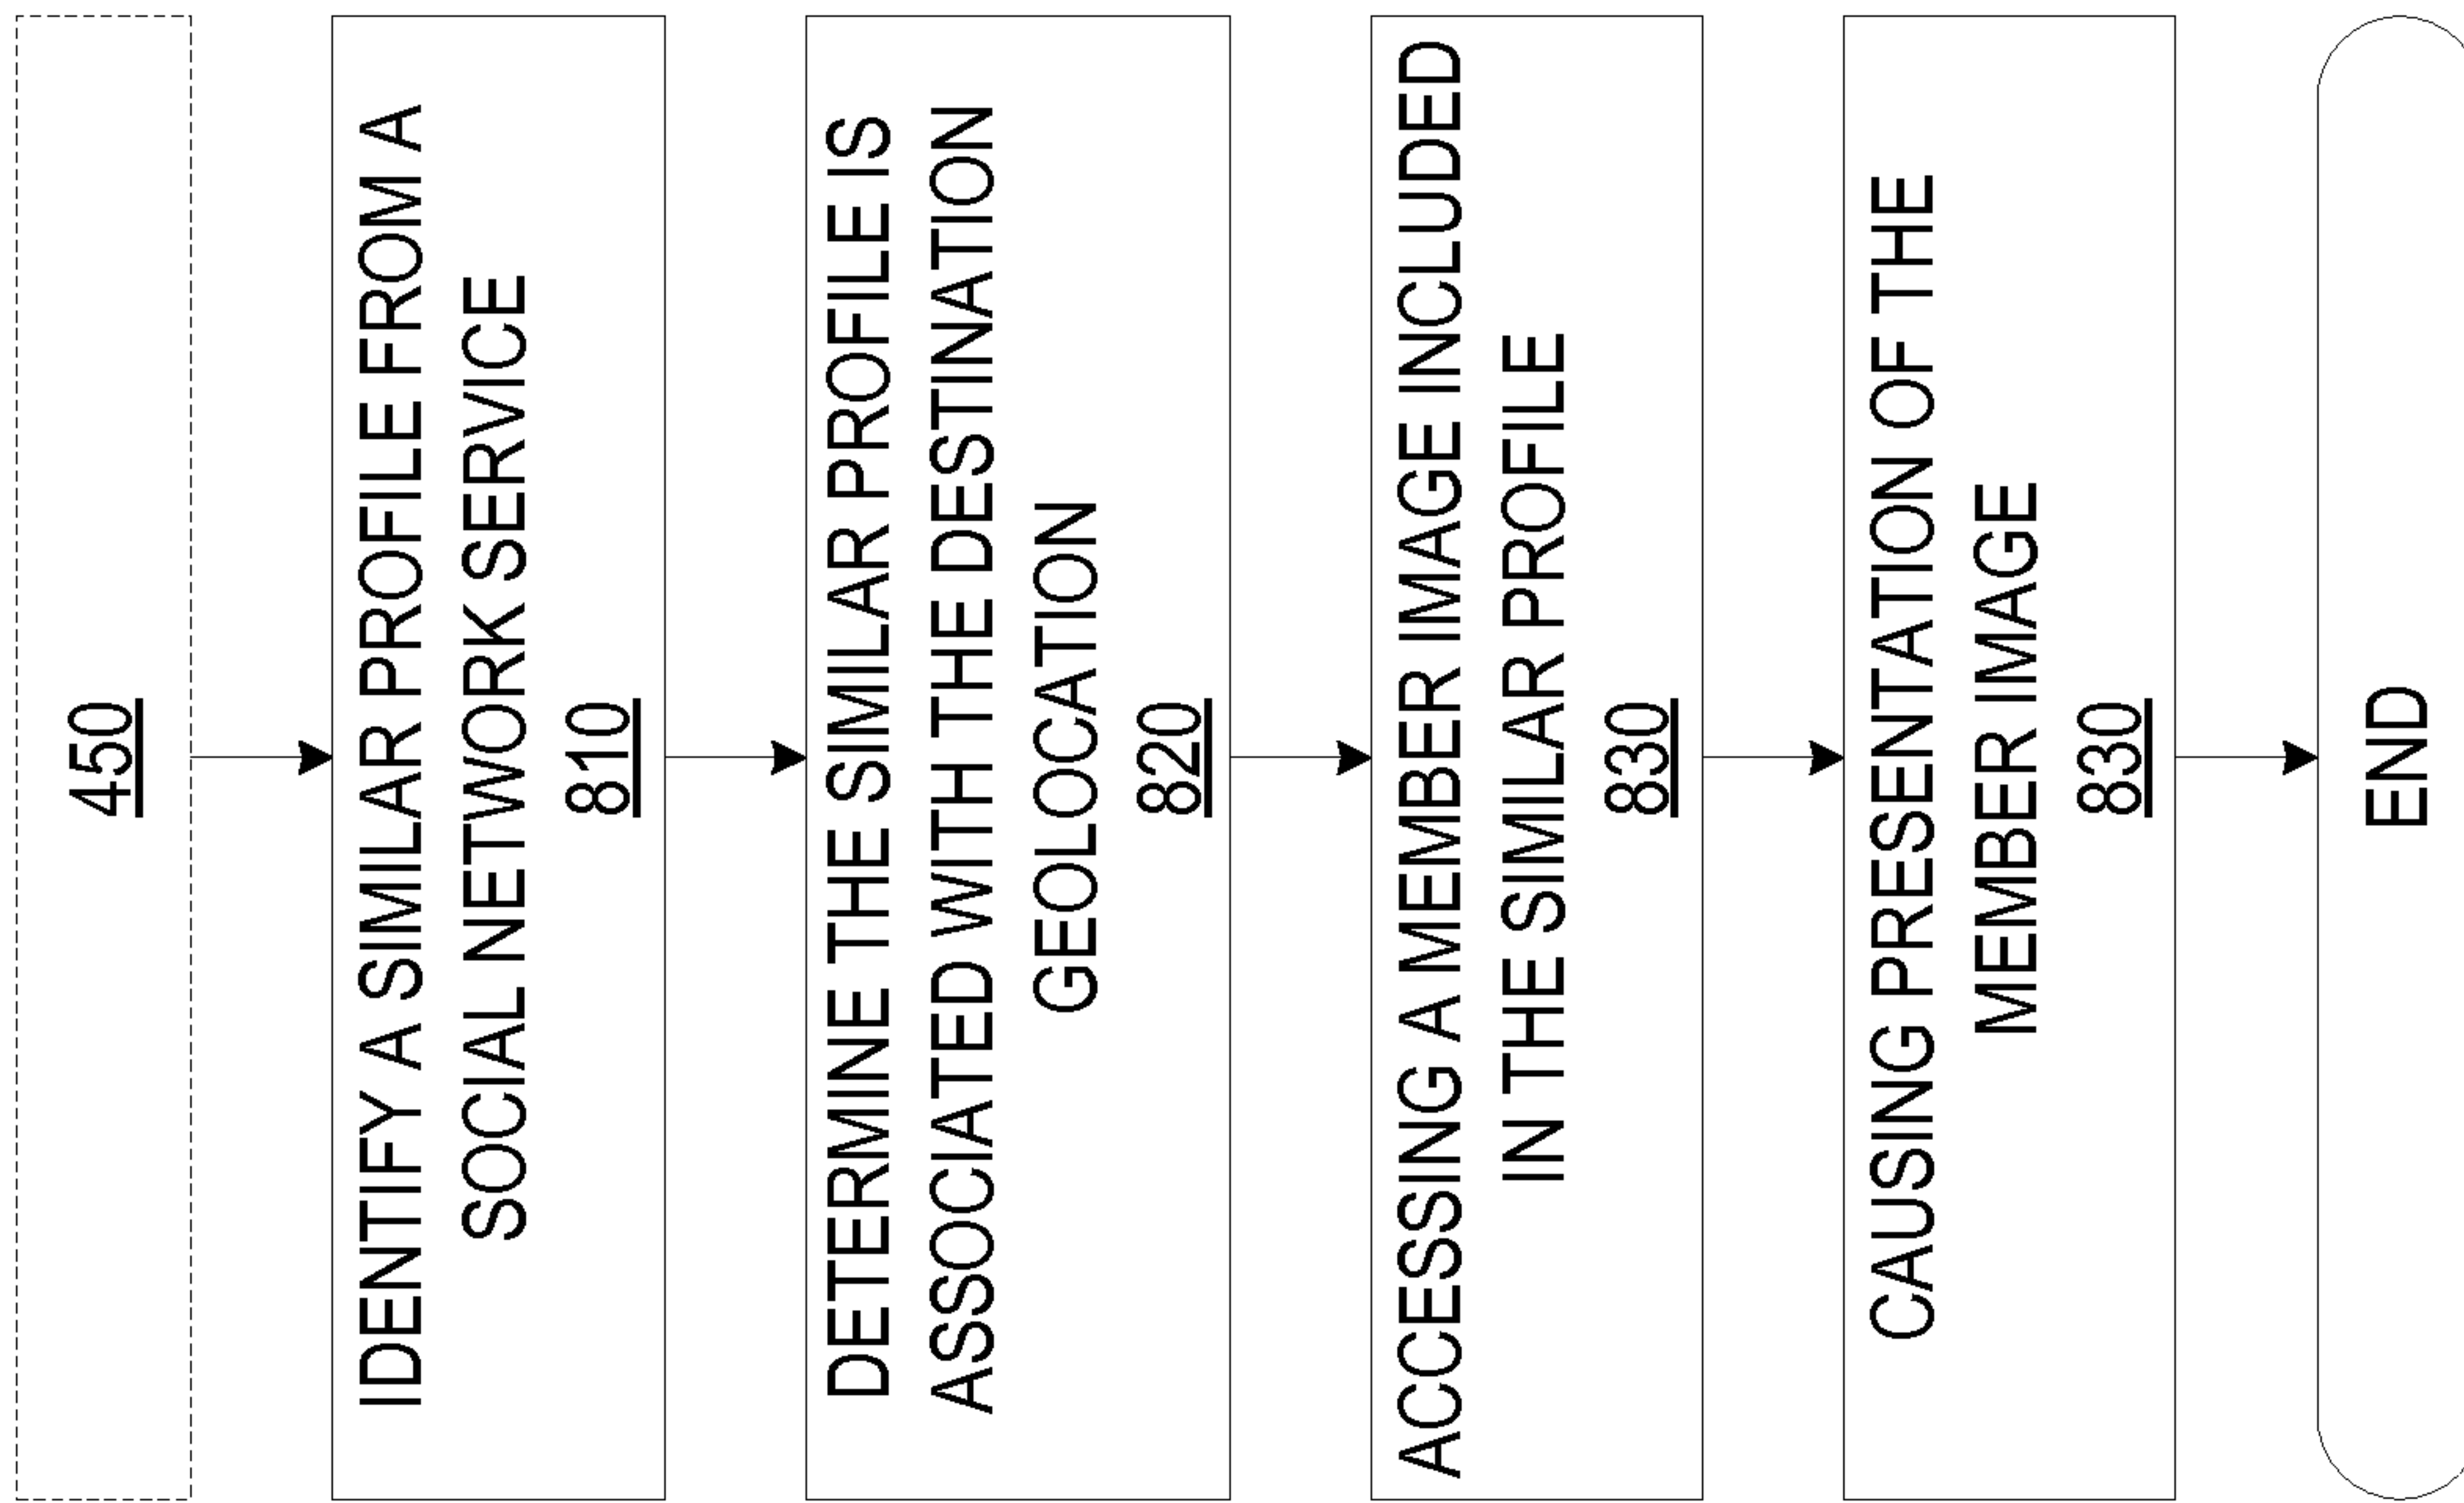 450
IDENTIFY A SIMILAR PROFILE FROM A
SOCIAL NETWORK SERVICE
810
DETERMINE THE SIMILAR PROFILE IS
ASSOCIATED WITH THE DESTINATION
GEOLOCATION
820
ACCESSING A MEMBER IMAGE INCLUDED
IN THE SIMILAR PROFILE
830
CAUSING PRESENTATION OF THE
MEMBER IMAGE
830
END